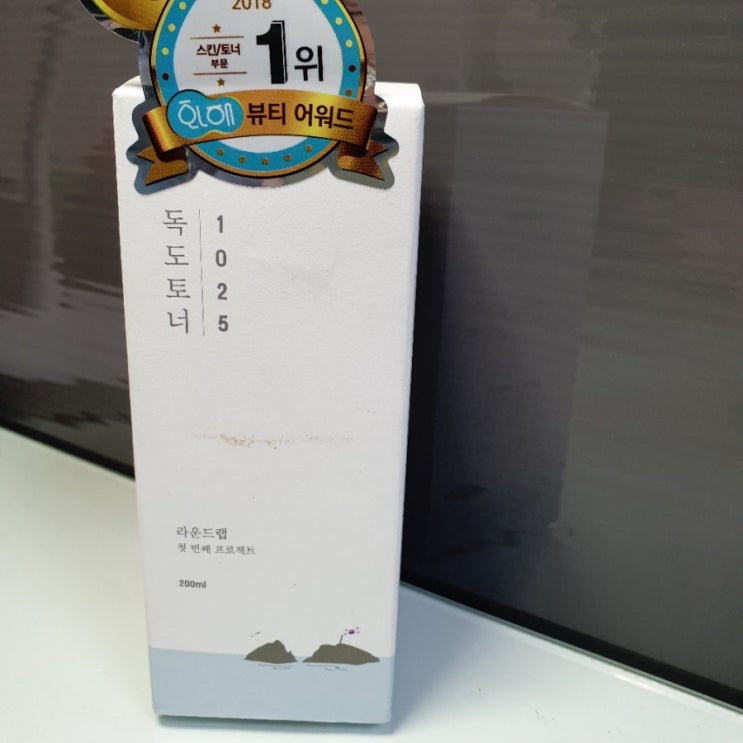 2018
스킨/토너
부문
1위
화해 뷰티 어워드
독도토너
1025
라운드랩
첫 번째 프로젝트
200ml